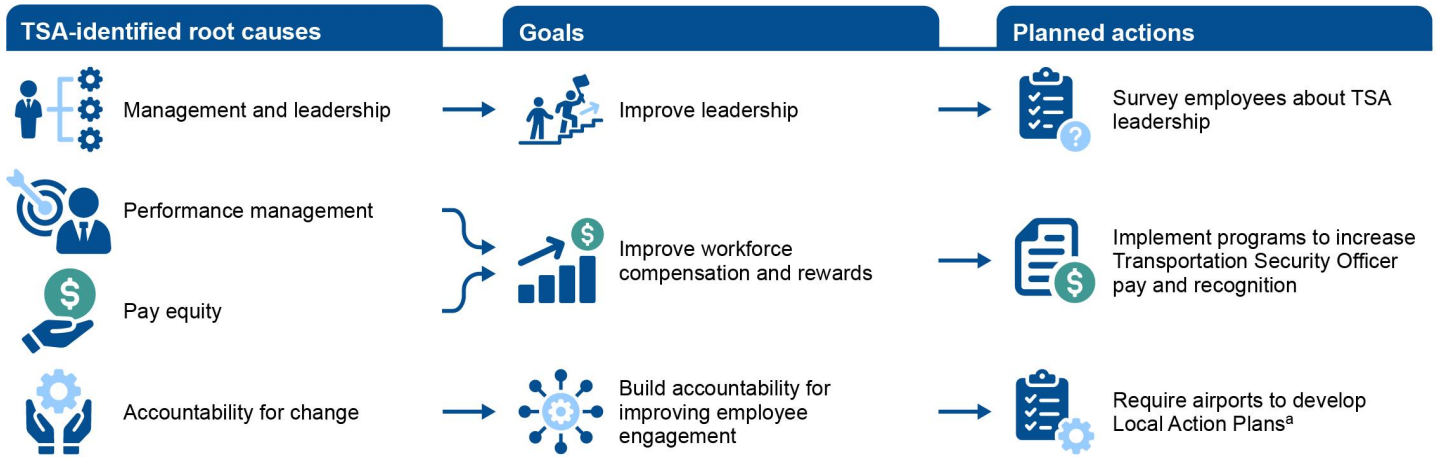 TSA-identified root causes
Goals
Planned actions
Management and leadership
Improve leadership
Survey employees about TSA
leadership
?
Performance management
Pay equity
$
$
Improve workforce
compensation and rewards
Implement programs to increase
Transportation Security Officer
pay and recognition
$
Accountability for change
Build accountability for
improving employee
engagement
Require airports to develop
Local Action Plansᵃ